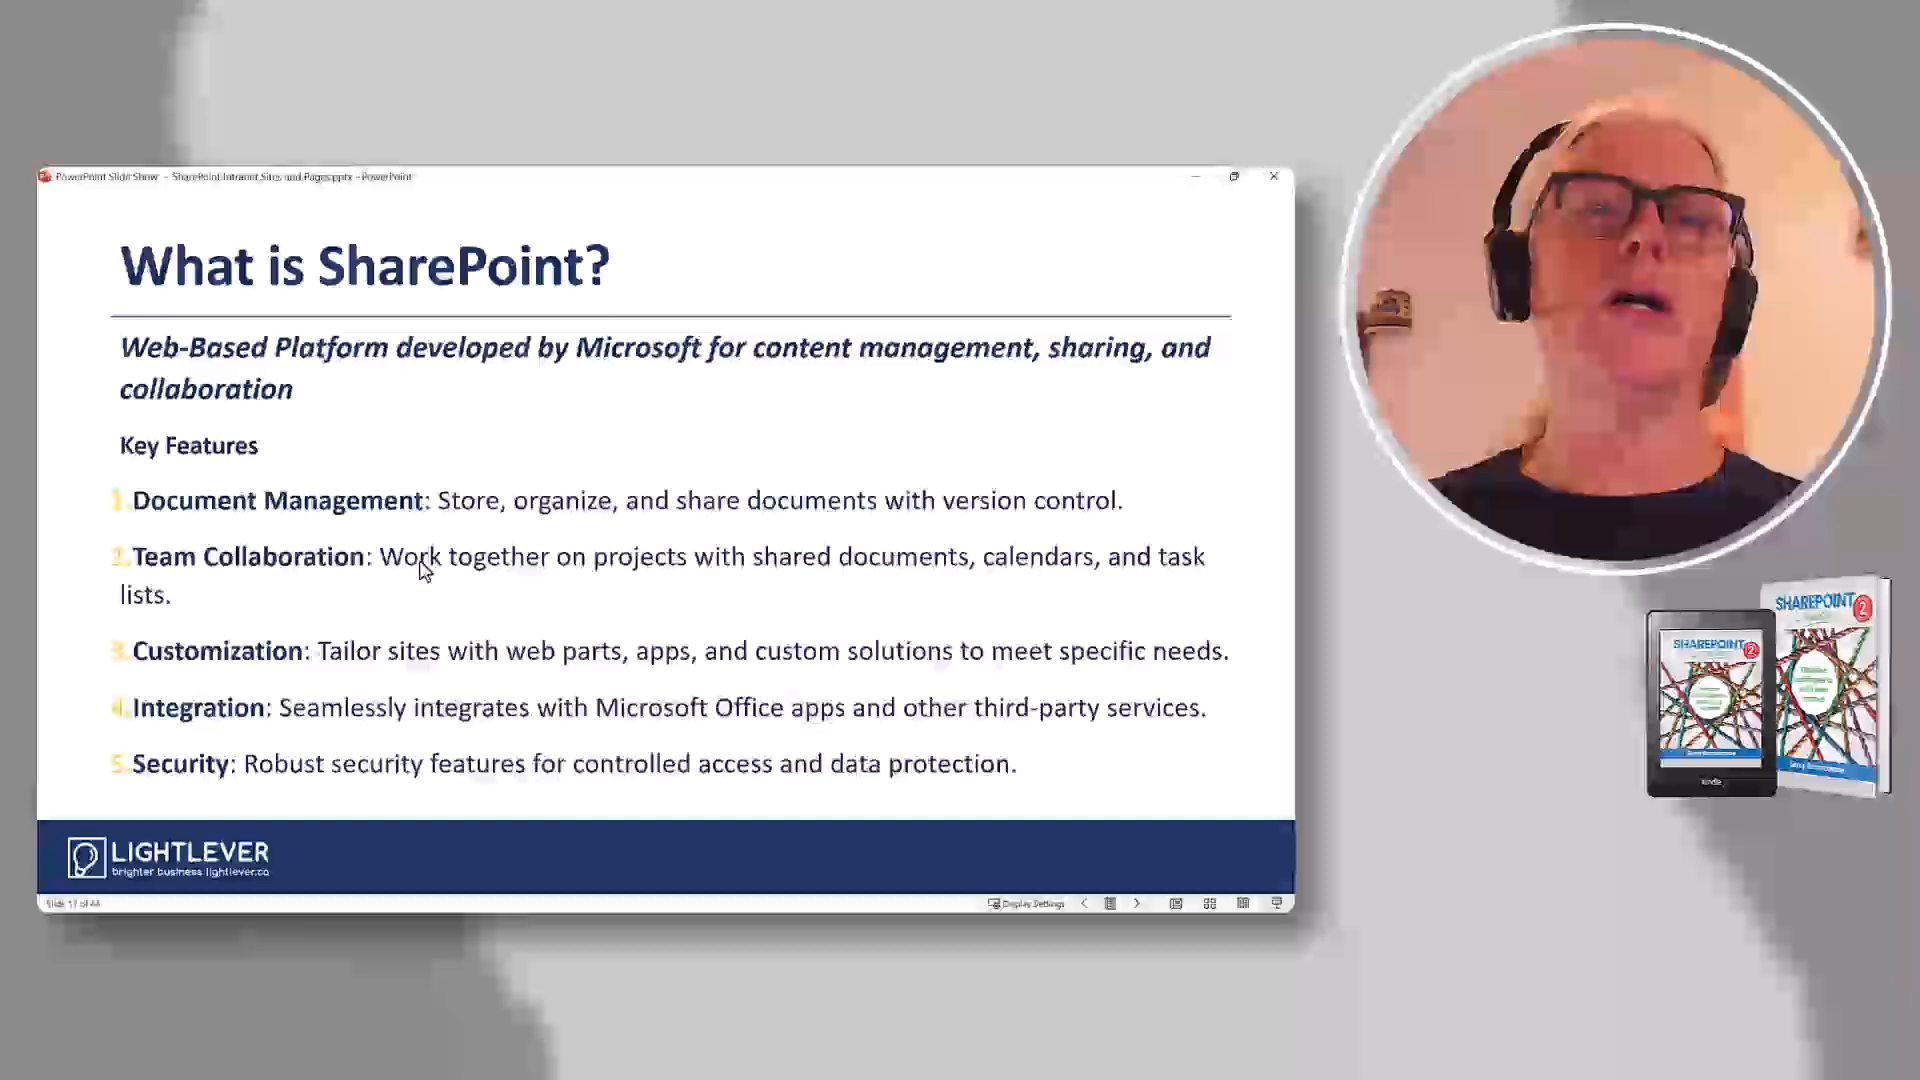 PowerPoint Slide Show - SharePoint Intranet Sites and Pages.pptx - PowerPoint
What is SharePoint?
Web-Based Platform developed by Microsoft for content management, sharing, and
collaboration
Key Features
1.Document Management: Store, organize, and share documents with version control.
2.Team Collaboration: Work together on projects with shared documents, calendars, and task
lists.
3.Customization: Tailor sites with web parts, apps, and custom solutions to meet specific needs.
4.Integration: Seamlessly integrates with Microsoft Office apps and other third-party services.
5.Security: Robust security features for controlled access and data protection.
LIGHTLEVER
brighter business lightlever.ca
Display Settings
SHAREPOINT
2
SHAREPOINT
2
kindle